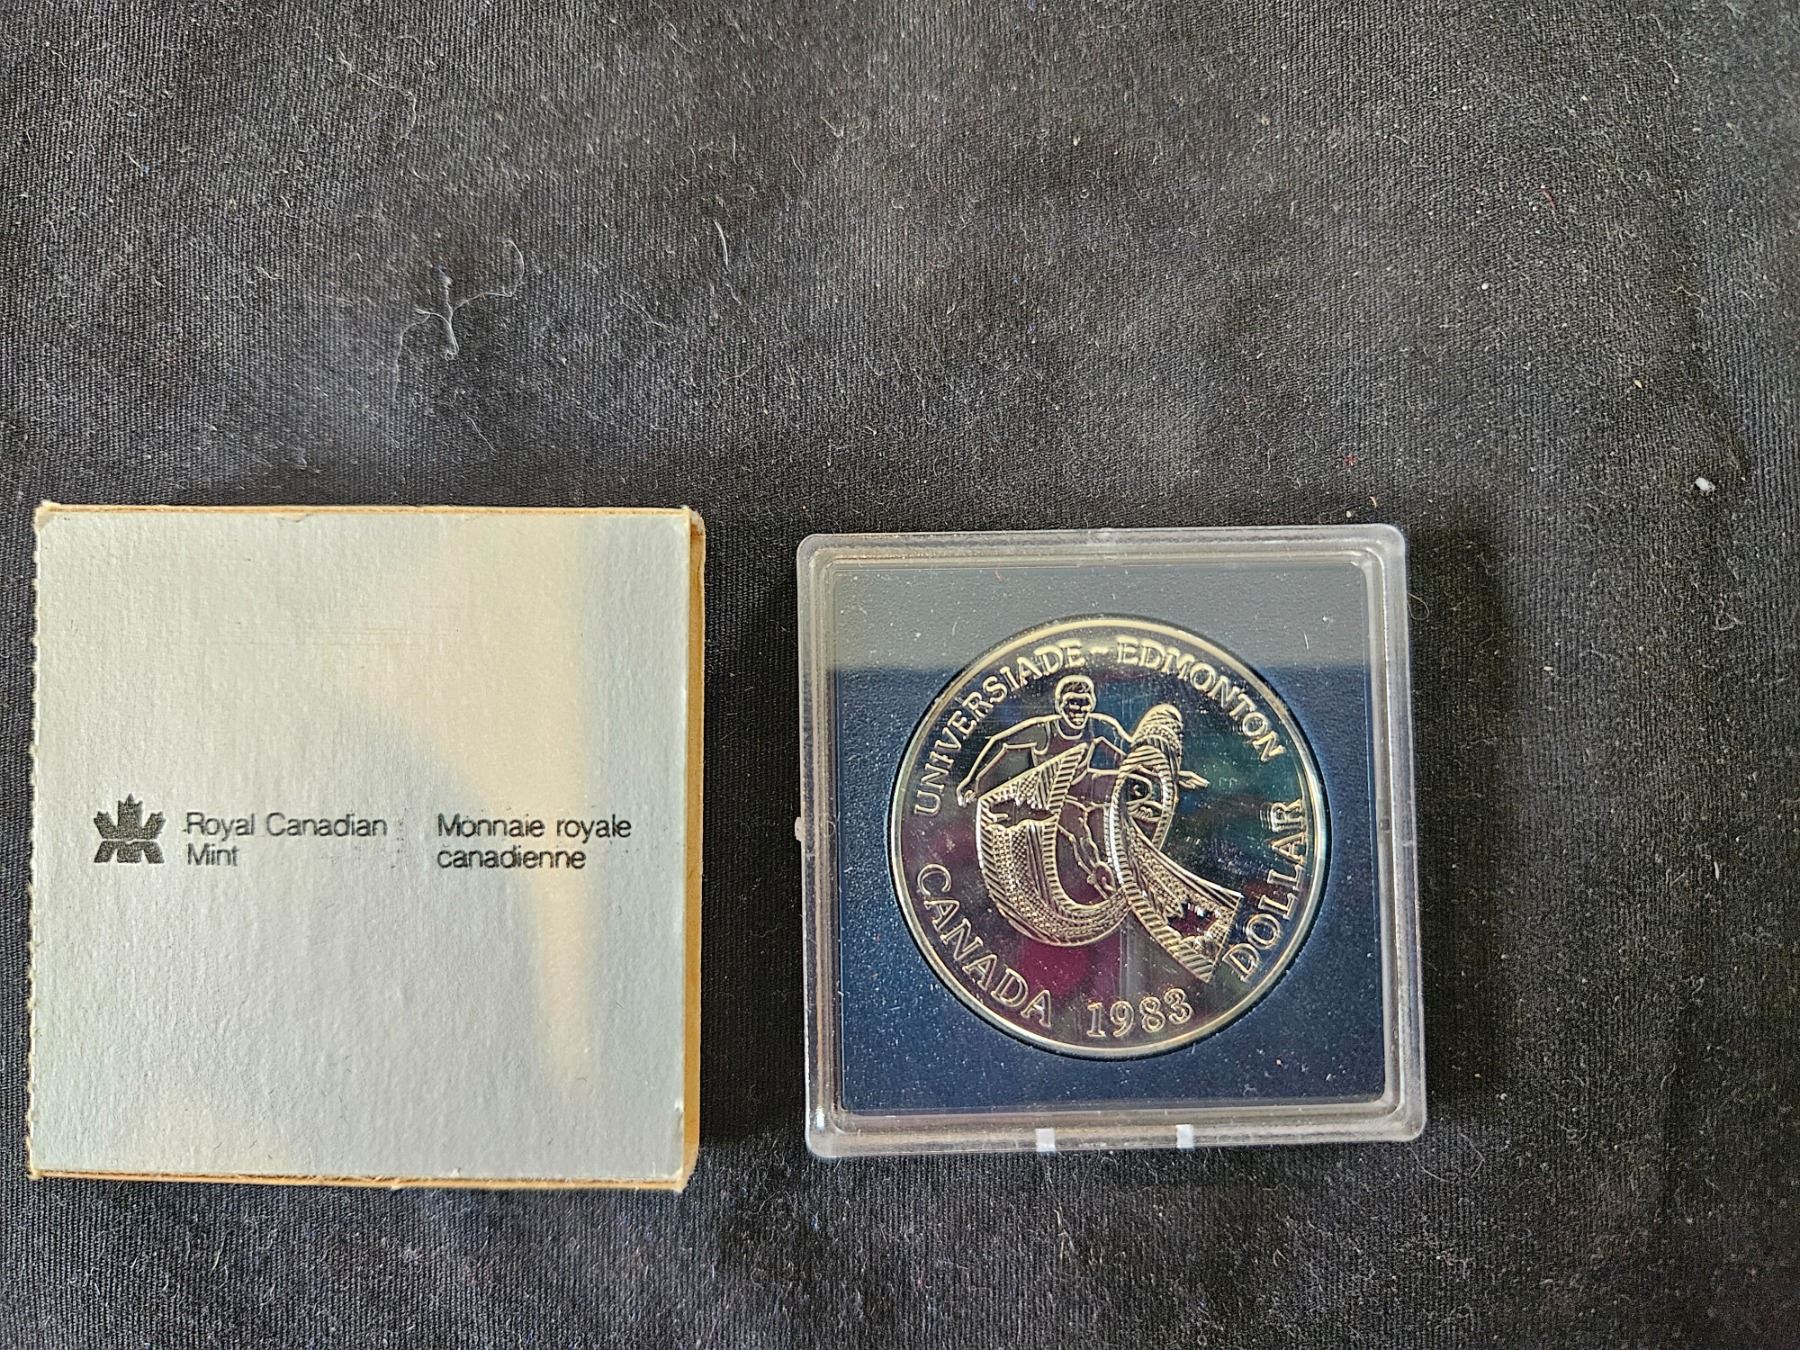 Royal Canadian
Mint
Monnaie royale
canadienne
UNIVERSIADE - EDMONTON
CANADA 1983 DOLLAR